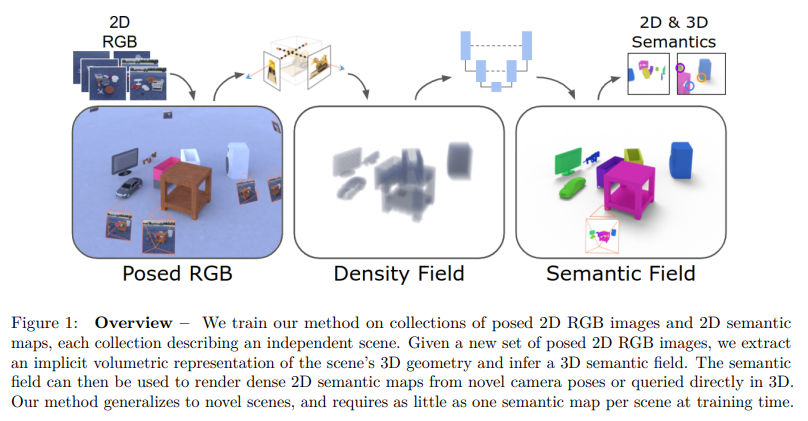 2D
RGB
2D & 3D
Semantics
Posed RGB
Density Field
Semantic Field
Figure 1: Overview – We train our method on collections of posed 2D RGB images and 2D semantic
maps, each collection describing an independent scene. Given a new set of posed 2D RGB images, we extract
an implicit volumetric representation of the scene's 3D geometry and infer a 3D semantic field. The semantic
field can then be used to render dense 2D semantic maps from novel camera poses or queried directly in 3D.
Our method generalizes to novel scenes, and requires as little as one semantic map per scene at training time.